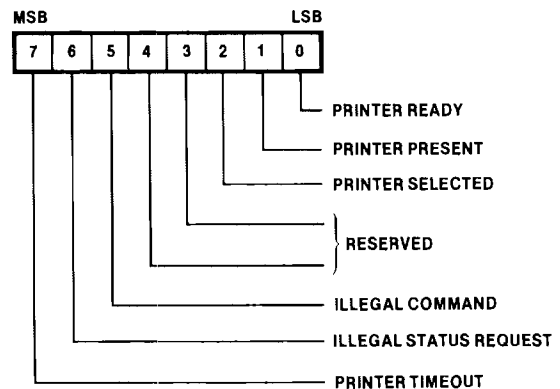 MSB LSB
7 6 5 4 3 2 1 0
PRINTER READY
PRINTER PRESENT
PRINTER SELECTED
RESERVED
ILLEGAL COMMAND
ILLEGAL STATUS REQUEST
PRINTER TIMEOUT